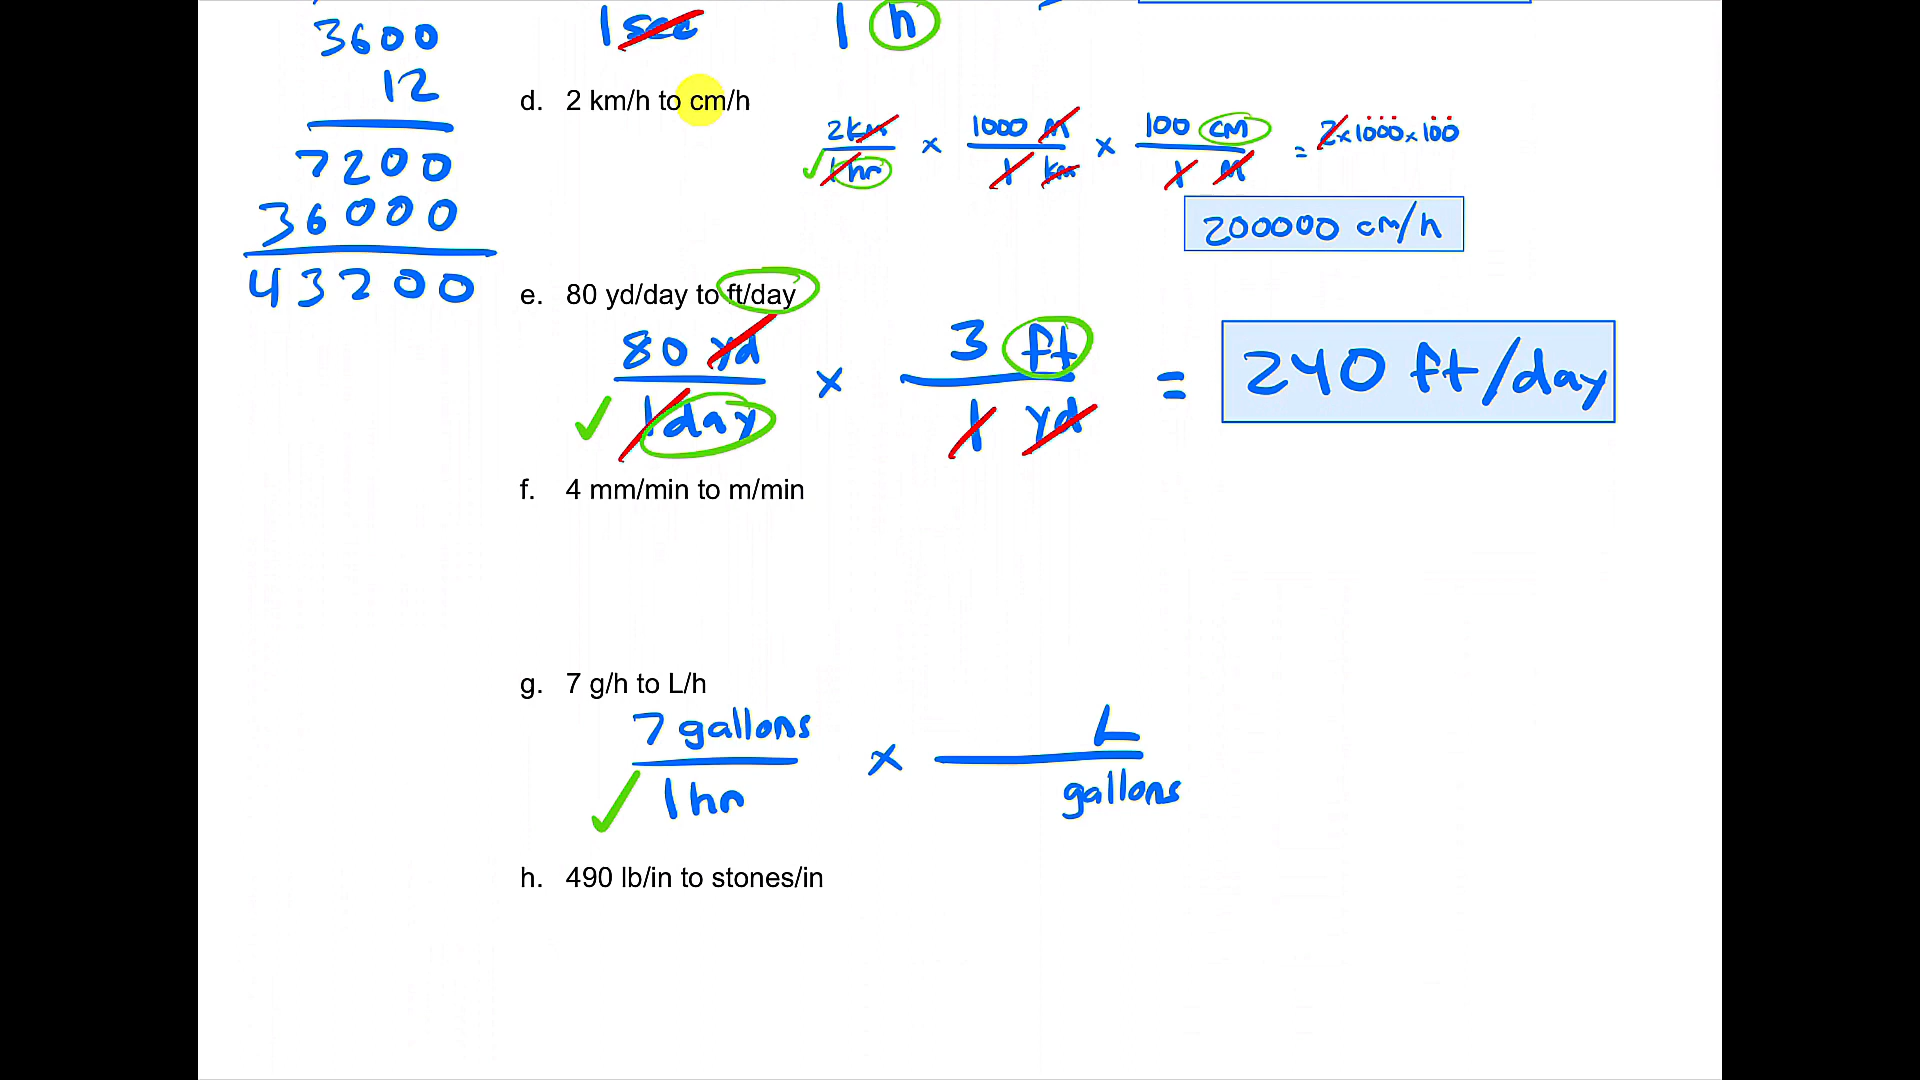 3600
12
7200
36000
43200
1 sec
1 h
d. 2 km/h to cm/h
2 km x 1000 m x 100 cm = 2 x 1000 x 100
1 hr 1 km 1 m
200000 cm/h
e. 80 yd/day to ft/day
80 yd x 3 ft = 240 ft/day
1 day 1 yd
f. 4 mm/min to m/min
g. 7 g/h to L/h
7 gallons x L
1 hr gallons
h. 490 lb/in to stones/in